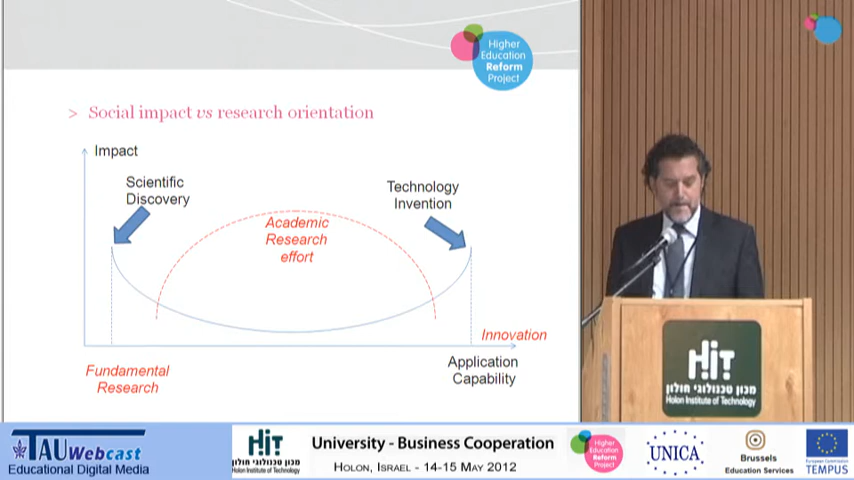 Higher
Education
Reform
Project
> Social impact vs research orientation
Impact
Scientific
Discovery
Technology
Invention
Academic
Research
effort
Innovation
Fundamental
Research
Application
Capability
HiT
מכון טכנולוגי חולון
Holon Institute of Technology
TAU Webcast
Educational Digital Media
HiT
מכון טכנולוגי חולון
Holon Institute of Technology
University - Business Cooperation
HOLON, ISRAEL - 14-15 MAY 2012
Higher
Education
Reform
Project
UNICA
Brussels
Education Services
TEMPUS